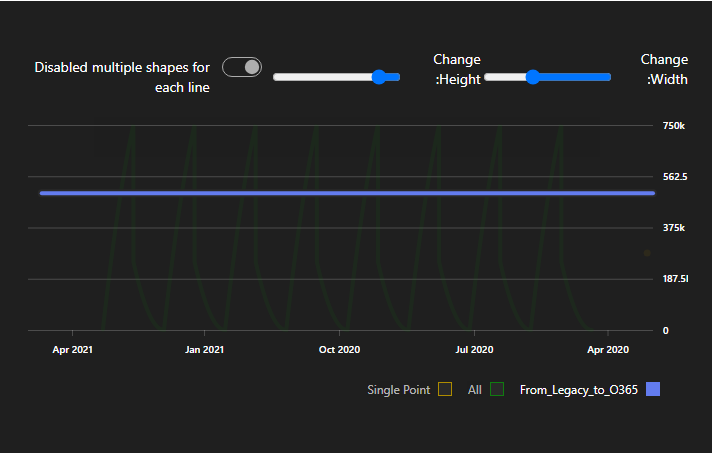 Disabled multiple shapes for
each line
Change
:Height
Change
:Width
750k
562.5
375k
187.5
0
Apr 2021
Jan 2021
Oct 2020
Jul 2020
Apr 2020
Single Point
All
From_Legacy_to_O365